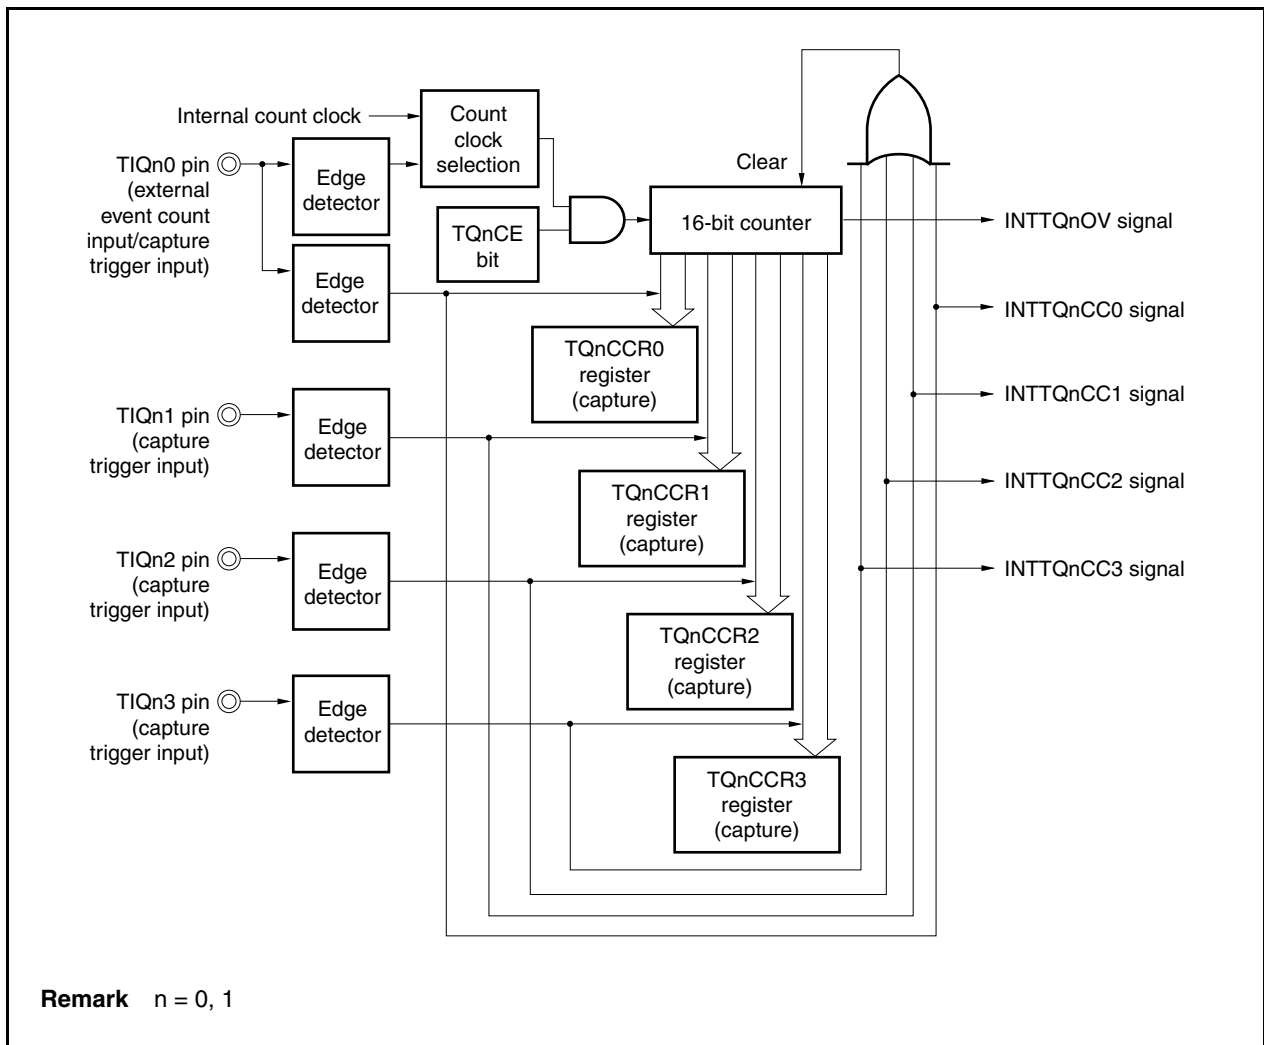 Internal count clock
Count
clock
selection
TIQn0 pin
(external
event count
input/capture
trigger input)
Edge
detector
Clear
TQnCE
bit
16-bit counter
INTTQnOV signal
Edge
detector
INTTQnCC0 signal
TQnCCR0
register
(capture)
TIQn1 pin
(capture
trigger input)
Edge
detector
INTTQnCC1 signal
TQnCCR1
register
(capture)
INTTQnCC2 signal
TIQn2 pin
(capture
trigger input)
Edge
detector
INTTQnCC3 signal
TQnCCR2
register
(capture)
TIQn3 pin
(capture
trigger input)
Edge
detector
TQnCCR3
register
(capture)
Remark n = 0, 1